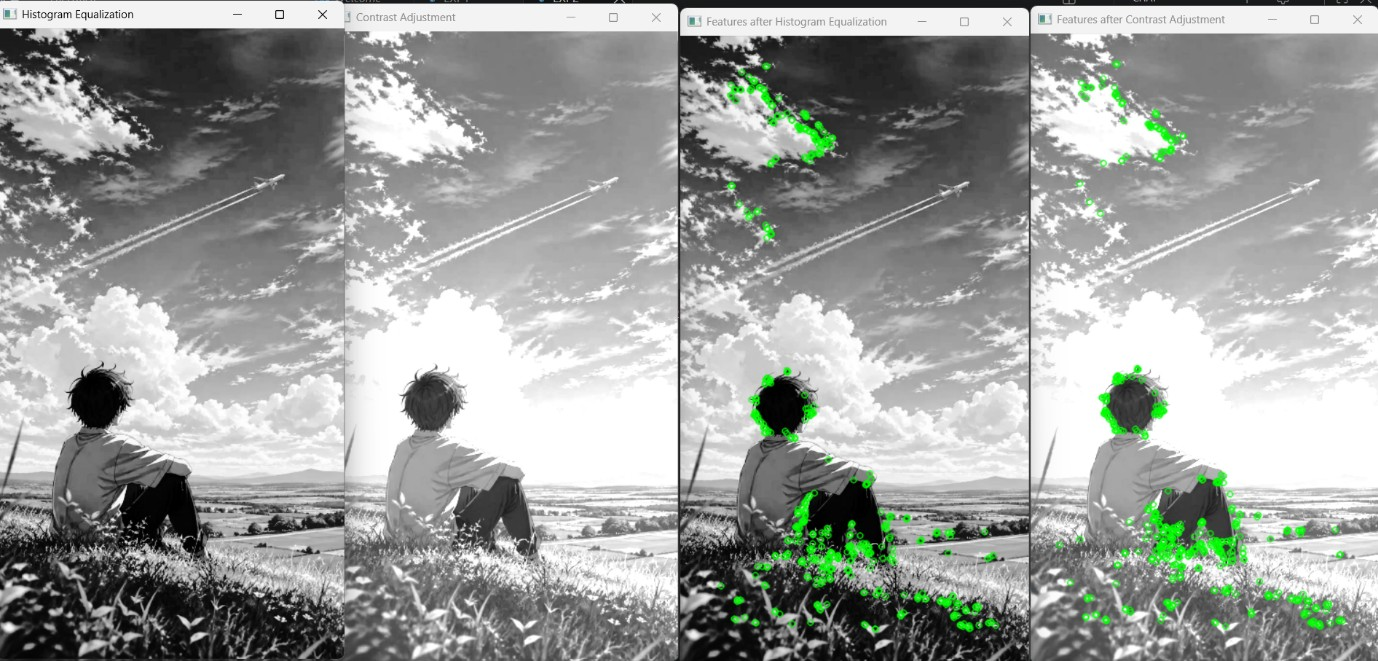 Histogram Equalization
Contrast Adjustment
Features after Histogram Equalization
Features after Contrast Adjustment